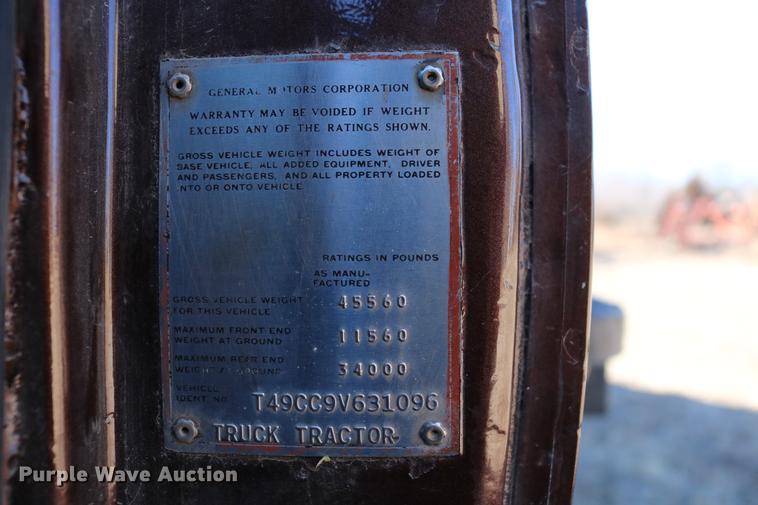 GENERAL MOTORS CORPORATION
WARRANTY MAY BE VOIDED IF WEIGHT
EXCEEDS ANY OF THE RATINGS SHOWN.
GROSS VEHICLE WEIGHT INCLUDES WEIGHT OF
BASE VEHICLE, ALL ADDED EQUIPMENT, DRIVER
AND PASSENGERS, AND ALL PROPERTY LOADED
INTO OR ONTO VEHICLE
RATINGS IN POUNDS
AS MANU-
FACTURED
GROSS VEHICLE WEIGHT
FOR THIS VEHICLE 45560
MAXIMUM FRONT END
WEIGHT AT GROUND 11560
MAXIMUM REAR END
WEIGHT AT GROUND 34000
VEHICLE
IDENT. NO. T49CC9V631096
TRUCK TRACTOR
Purple Wave Auction